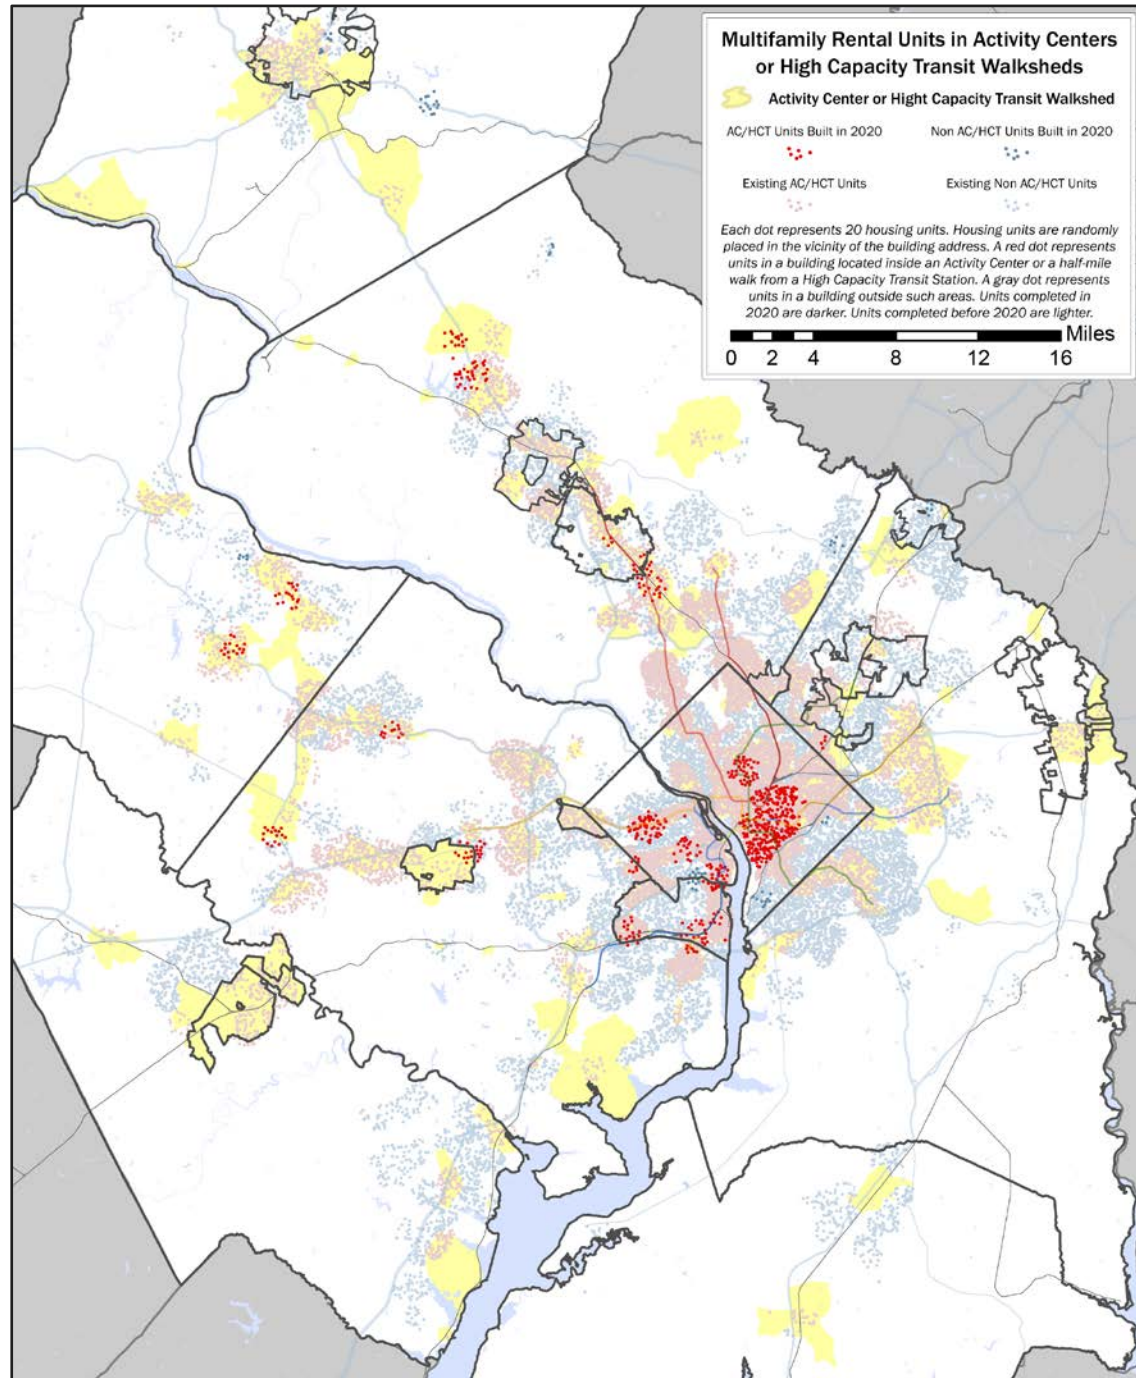 Multifamily Rental Units in Activity Centers
or High Capacity Transit Walksheds
Activity Center or Hight Capacity Transit Walkshed
AC/HCT Units Built in 2020
Non AC/HCT Units Built in 2020
Existing AC/HCT Units
Existing Non AC/HCT Units
Each dot represents 20 housing units. Housing units are randomly
placed in the vicinity of the building address. A red dot represents
units in a building located inside an Activity Center or a half-mile
walk from a High Capacity Transit Station. A gray dot represents
units in a building outside such areas. Units completed in
2020 are darker. Units completed before 2020 are lighter.
Miles
0 2 4 8 12 16